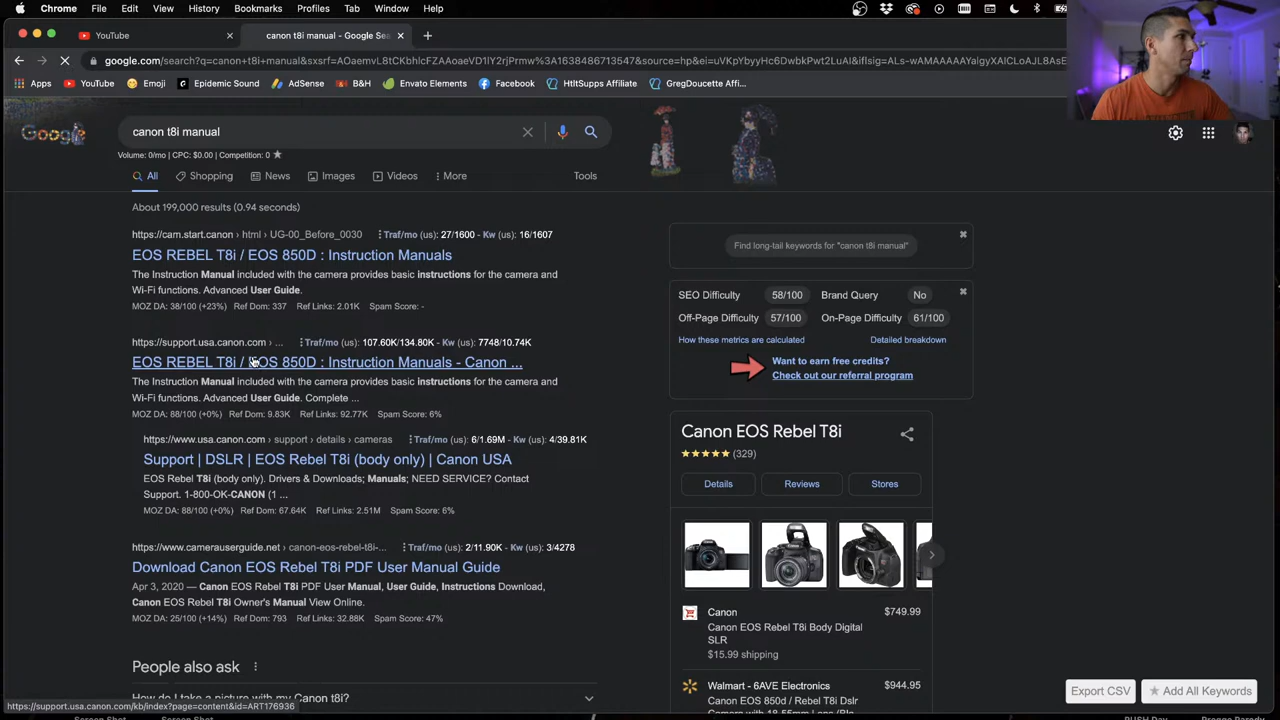 Chrome File Edit View History Bookmarks Profiles Tab Window Help
YouTube
canon t8i manual - Google Sea
google.com/search?q=canon+t8i+manual&sxsrf=
YouTube Emoji Epidemic Sound AdSense B&H Envato Elements Facebook HtltSupps Affiliate GregDoucette Affi...
Apps
Google
canon t8i manual
Volume: 0/mo | CPC: $0.00 | Competition: 0
All Shopping News Images Videos More Tools
About 199,000 results (0.94 seconds)
https://cam.start.canon › html › UG-00_Before_0030 Traf/mo (us): 27/1600 - Kw (us): 16/1607
EOS REBEL T8i / EOS 850D : Instruction Manuals
The Instruction Manual included with the camera provides basic instructions for the camera and
Wi-Fi functions. Advanced User Guide.
MOZ DA: 38/100 (+23%) Ref Dom: 337 Ref Links: 2.01K Spam Score: -
https://support.usa.canon.com › ... Traf/mo (us): 107.60K/134.80K - Kw (us): 7748/10.74K
EOS REBEL T8i / EOS 850D : Instruction Manuals - Canon ...
The Instruction Manual included with the camera provides basic instructions for the camera and
Wi-Fi functions. Advanced User Guide. Complete ...
MOZ DA: 88/100 (+0%) Ref Dom: 9.83K Ref Links: 92.77K Spam Score: 6%
https://www.usa.canon.com › support › details › cameras Traf/mo (us): 6/1.69M - Kw (us): 4/39.81K
Support | DSLR | EOS Rebel T8i (body only) | Canon USA
EOS Rebel T8i (body only). Drivers & Downloads; Manuals; NEED SERVICE? Contact
Support. 1-800-OK-CANON (1 ...
MOZ DA: 88/100 (+0%) Ref Dom: 67.64K Ref Links: 2.51M Spam Score: 6%
https://www.camerauserguide.net › canon-eos-rebel-t8i-... Traf/mo (us): 2/11.90K - Kw (us): 3/4278
Download Canon EOS Rebel T8i PDF User Manual Guide
Apr 3, 2020 — Canon EOS Rebel T8i PDF User Manual, User Guide, Instructions Download,
Canon EOS Rebel T8i Owner's Manual View Online.
MOZ DA: 25/100 (+14%) Ref Dom: 793 Ref Links: 32.88K Spam Score: 47%
People also ask
How do I take a picture with my Canon t8i?
https://support.usa.canon.com/kb/index?page=content&id=ART176936
Find long-tail keywords for "canon t8i manual"
SEO Difficulty 58/100 Brand Query No
Off-Page Difficulty 57/100 On-Page Difficulty 61/100
How these metrics are calculated Detailed breakdown
Want to earn free credits?
Check out our referral program
Canon EOS Rebel T8i
(329)
Details Reviews Stores
Canon $749.99
Canon EOS Rebel T8i Body Digital
SLR
$15.99 shipping
Walmart - 6AVE Electronics $944.95
Canon EOS 850d / Rebel T8i Dslr
Export CSV Add All Keywords